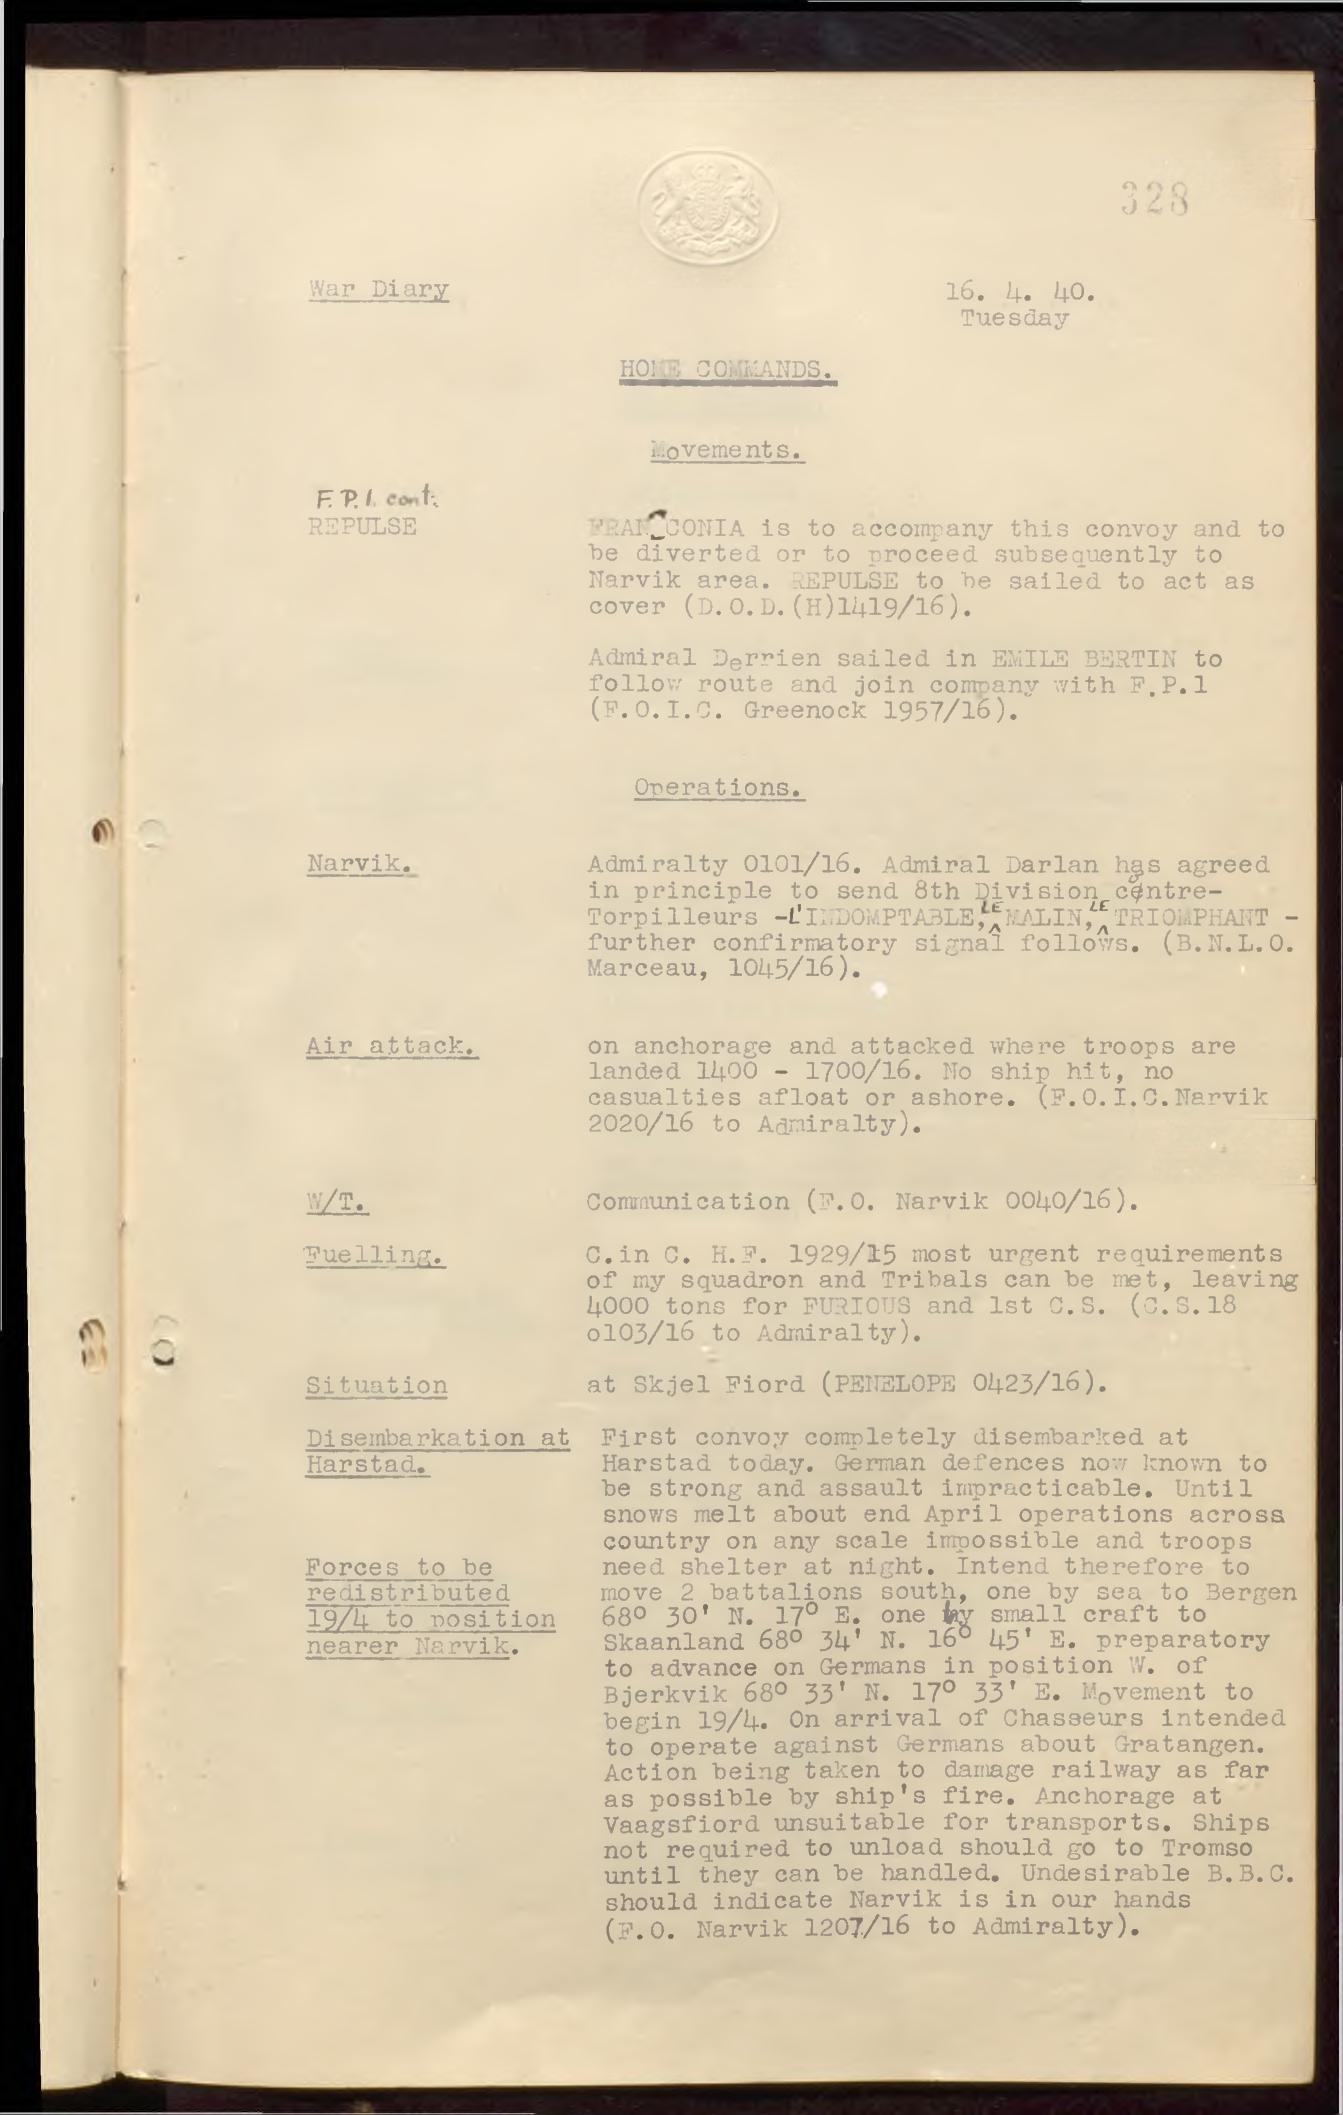 328
War Diary
16. 4. 40.
Tuesday
HOME COMMANDS.
Movements.
F.P.1. cont.
REPULSE
FRANCONIA is to accompany this convoy and to
be diverted or to proceed subsequently to
Narvik area. REPULSE to be sailed to act as
cover (D.O.D.(H)1419/16).
Admiral Derrien sailed in EMILE BERTIN to
follow route and join company with F.P.1
(F.O.I.C. Greenock 1957/16).
Operations.
Narvik.
Admiralty 0101/16. Admiral Darlan has agreed
in principle to send 8th Division contre-
Torpilleurs -L'INDOMPTABLE, LE MALIN, LE TRIOMPHANT -
further confirmatory signal follows. (B.N.L.O.
Marceau, 1045/16).
Air attack.
on anchorage and attacked where troops are
landed 1400 - 1700/16. No ship hit, no
casualties afloat or ashore. (F.O.I.C.Narvik
2020/16 to Admiralty).
W/T.
Communication (F.O. Narvik 0040/16).
Fuelling.
C.in C. H.F. 1929/15 most urgent requirements
of my squadron and Tribals can be met, leaving
4000 tons for FURIOUS and 1st C.S. (C.S.18
o103/16 to Admiralty).
Situation
at Skjel Fiord (PENELOPE 0423/16).
Disembarkation at
Harstad.
First convoy completely disembarked at
Harstad today. German defences now known to
be strong and assault impracticable. Until
snows melt about end April operations across
country on any scale impossible and troops
Forces to be
redistributed
19/4 to position
nearer Narvik.
need shelter at night. Intend therefore to
move 2 battalions south, one by sea to Bergen
68° 30' N. 17° E. one by small craft to
Skaanland 68° 34' N. 16° 45' E. preparatory
to advance on Germans in position W. of
Bjerkvik 68° 33' N. 17° 33' E. Movement to
begin 19/4. On arrival of Chasseurs intended
to operate against Germans about Gratangen.
Action being taken to damage railway as far
as possible by ship's fire. Anchorage at
Vaagsfiord unsuitable for transports. Ships
not required to unload should go to Tromso
until they can be handled. Undesirable B.B.C.
should indicate Narvik is in our hands
(F.O. Narvik 1207/16 to Admiralty).